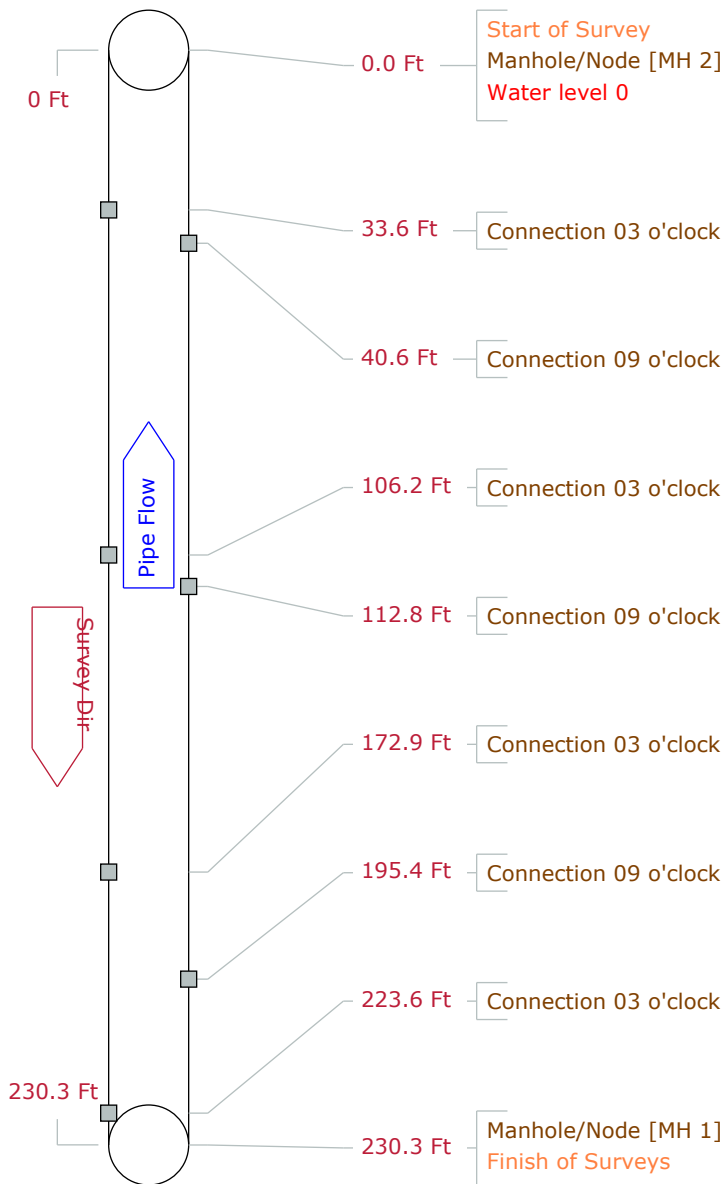 Start of Survey
0.0 Ft
Manhole/Node [MH 2]
Water level 0
0 Ft
33.6 Ft
Connection 03 o'clock
40.6 Ft
Connection 09 o'clock
106.2 Ft
Connection 03 o'clock
Pipe Flow
112.8 Ft
Connection 09 o'clock
Survey Dir
172.9 Ft
Connection 03 o'clock
195.4 Ft
Connection 09 o'clock
223.6 Ft
Connection 03 o'clock
230.3 Ft
230.3 Ft
Manhole/Node [MH 1]
Finish of Surveys